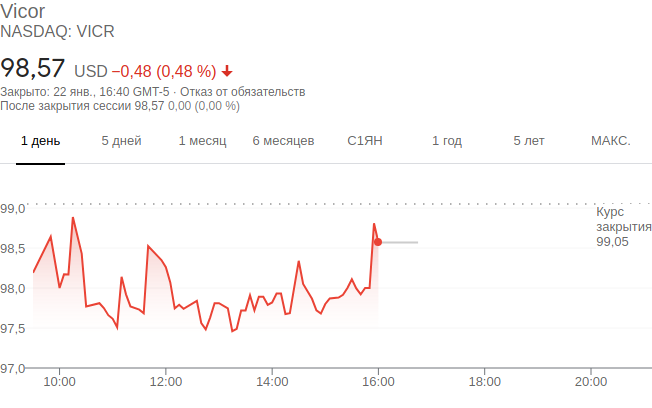 Vicor
NASDAQ: VICR
98,57 USD −0,48 (0,48 %)
Закрыто: 22 янв., 16:40 GMT-5 · Отказ от обязательств
После закрытия сессии 98,57 0,00 (0,00 %)
1 день 5 дней 1 месяц 6 месяцев С1ЯН 1 год 5 лет МАКС.
99,0
Курс
закрытия
99,05
98,5
98,0
97,5
97,0
10:00 12:00 14:00 16:00 18:00 20:00